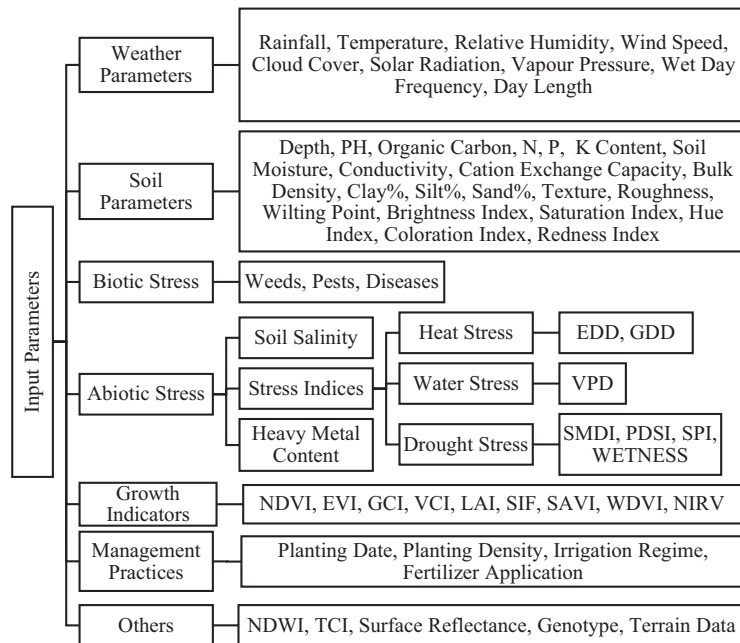 Input Parameters
Weather
Parameters
Rainfall, Temperature, Relative Humidity, Wind Speed,
Cloud Cover, Solar Radiation, Vapour Pressure, Wet Day
Frequency, Day Length
Soil
Parameters
Depth, PH, Organic Carbon, N, P, K Content, Soil
Moisture, Conductivity, Cation Exchange Capacity, Bulk
Density, Clay%, Silt%, Sand%, Texture, Roughness,
Wilting Point, Brightness Index, Saturation Index, Hue
Index, Coloration Index, Redness Index
Biotic Stress
Weeds, Pests, Diseases
Abiotic Stress
Soil Salinity
Stress Indices
Heat Stress
EDD, GDD
Water Stress
VPD
Drought Stress
SMDI, PDSI, SPI,
WETNESS
Heavy Metal
Content
Growth
Indicators
NDVI, EVI, GCI, VCI, LAI, SIF, SAVI, WDVI, NIRV
Management
Practices
Planting Date, Planting Density, Irrigation Regime,
Fertilizer Application
Others
NDWI, TCI, Surface Reflectance, Genotype, Terrain Data